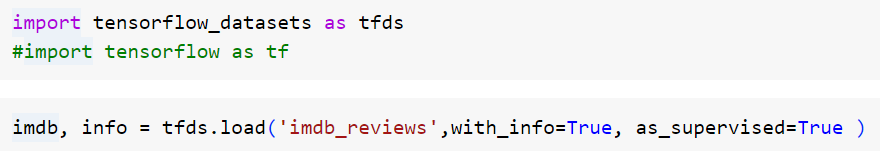 import tensorflow_datasets as tfds
#import tensorflow as tf
imdb, info = tfds.load('imdb_reviews',with_info=True, as_supervised=True )